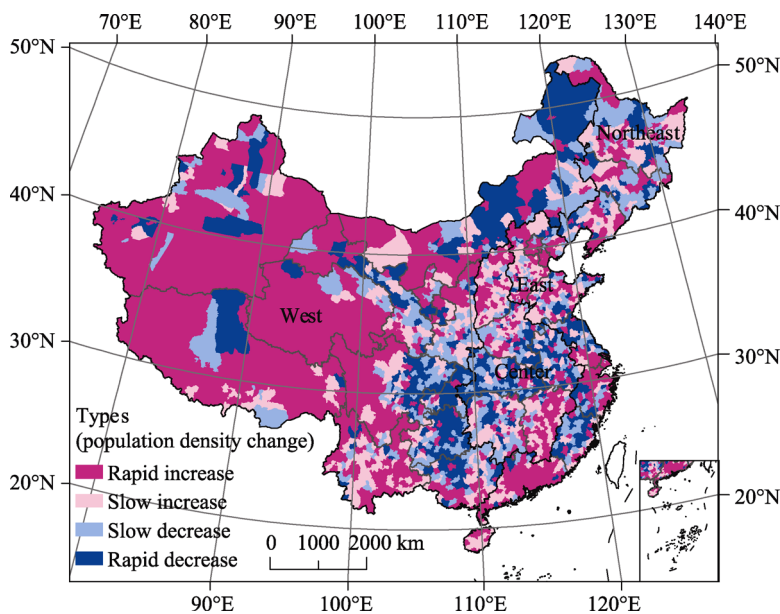 70°E 80°E 90°E 100°E 110°E 120°E 130°E 140°E
50°N
50°N
Northeast
40°N
40°N
East
West
30°N
30°N
Center
Types
(population density change)
Rapid increase
20°N
20°N
Slow increase
Slow decrease
0 1000 2000 km
Rapid decrease
90°E 100°E 110°E 120°E